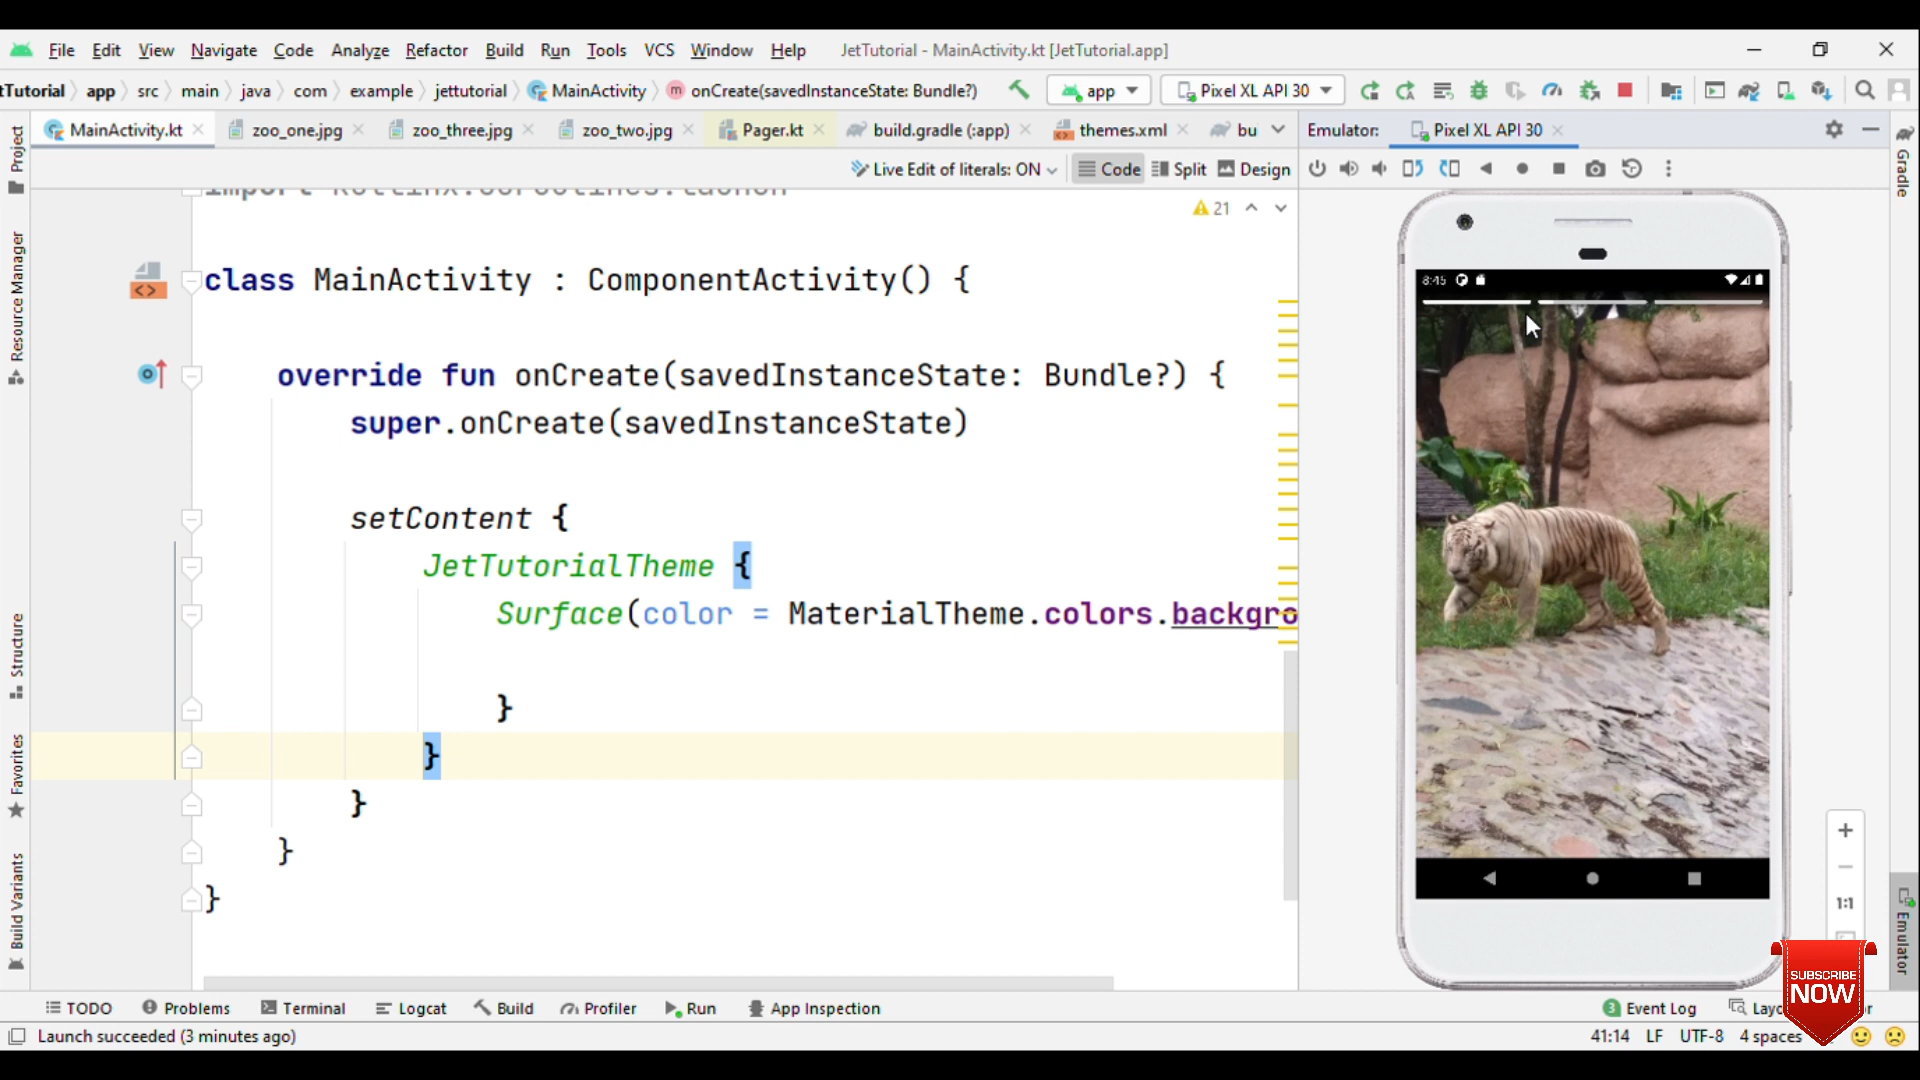 File Edit View Navigate Code Analyze Refactor Build Run Tools VCS Window Help JetTutorial - MainActivity.kt [JetTutorial.app]
tTutorial app src main java com example jettutorial MainActivity onCreate(savedInstanceState: Bundle?) app Pixel XL API 30
MainActivity.kt zoo_one.jpg zoo_three.jpg zoo_two.jpg Pager.kt build.gradle (:app) themes.xml bu Emulator: Pixel XL API 30
Live Edit of literals: ON Code Split Design
21
class MainActivity : ComponentActivity() {
override fun onCreate(savedInstanceState: Bundle?) {
super.onCreate(savedInstanceState)
setContent {
JetTutorialTheme {
Surface(color = MaterialTheme.colors.backgro
}
}
}
}
}
8:45
1:1
Project
Resource Manager
Structure
Favorites
Build Variants
Gradle
Emulator
SUBSCRIBE
NOW
TODO Problems Terminal Logcat Build Profiler Run App Inspection 3 Event Log
Launch succeeded (3 minutes ago) 41:14 LF UTF-8 4 spaces